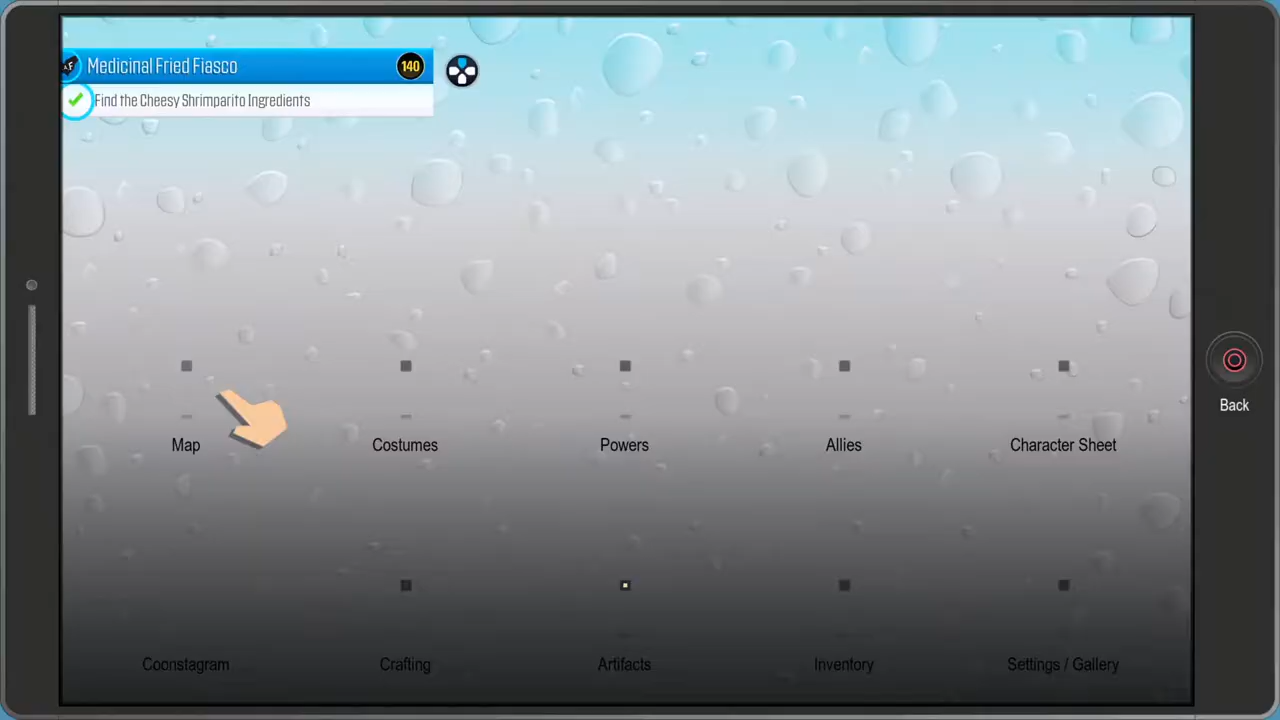 Medicinal Fried Fiasco 140
Find the Cheesy Shrimparito Ingredients
Back
Map Costumes Powers Allies Character Sheet
Coonstagram Crafting Artifacts Inventory Settings / Gallery